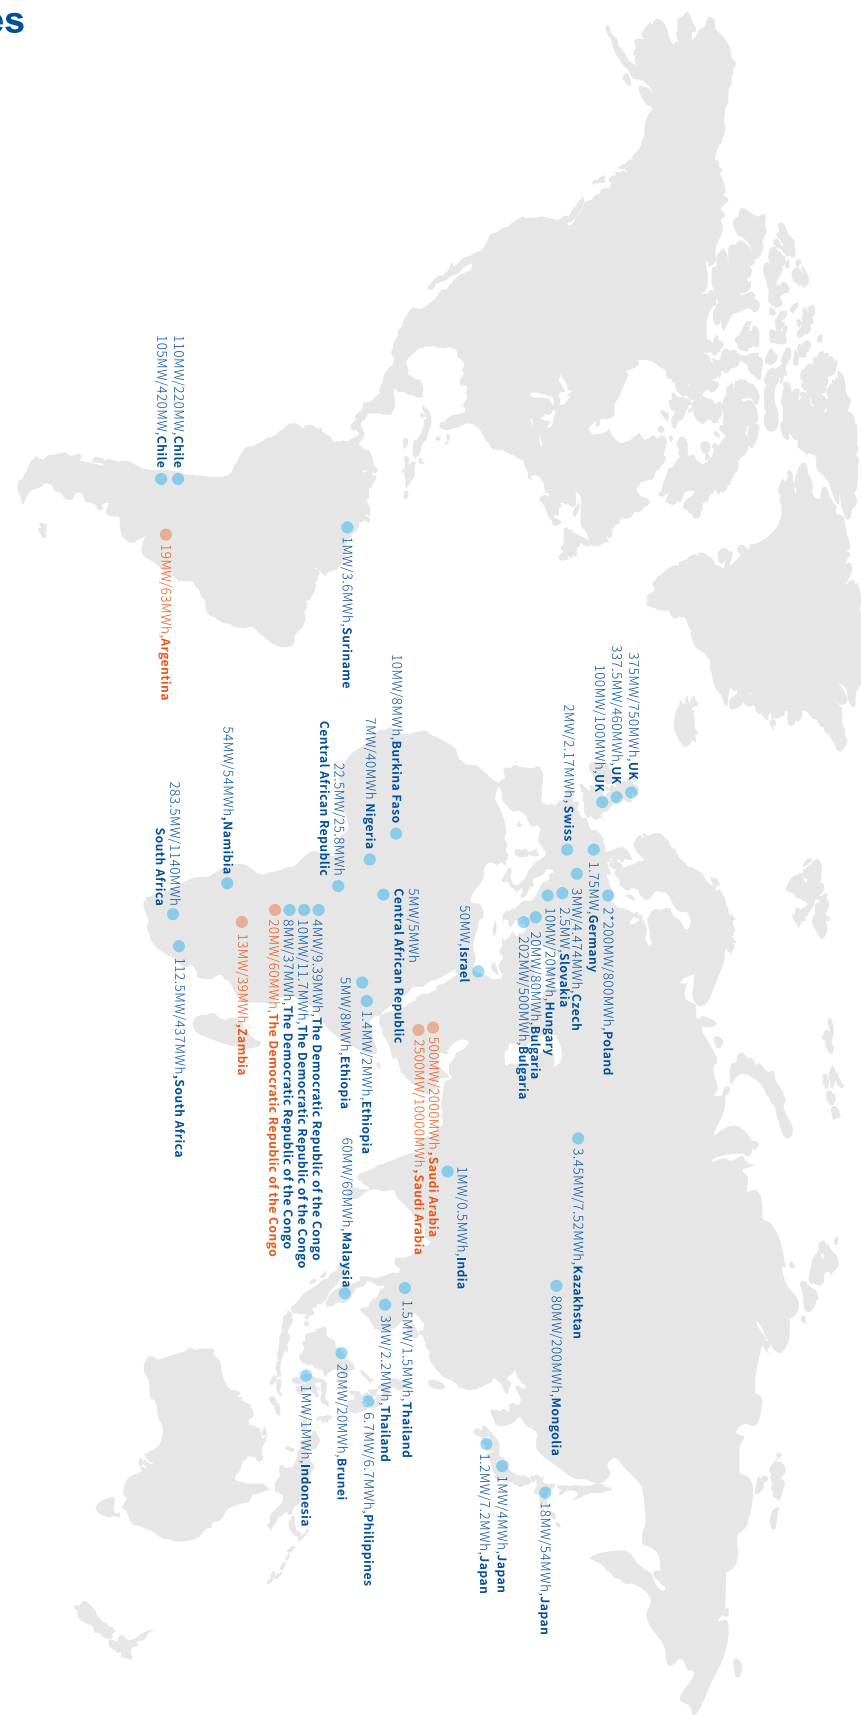 es
375MW/750MWh,UK
337.5MW/460MWh,UK
100MW/100MWh,UK
2*200MW/800MWh,Poland
1.75MW,Germany
3MW/4.474MWh,Czech
2MW/2.17MWh, Swiss
2.5MW,Slovakia
10MW/20MWh,Hungary
20MW/80MWh,Bulgaria
202MW/500MWh,Bulgaria
3.45MW/7.52MWh,Kazakhstan
80MW/200MWh,Mongolia
18MW/54MWh,Japan
1MW/4MWh,Japan
1.2MW/7.2MWh,Japan
50MW,Israel
1MW/0.5MWh,India
500MW/2000MWh,Saudi Arabia
2500MW/10000MWh,Saudi Arabia
5MW/5MWh
Central African Republic
10MW/8MWh,Burkina Faso
7MW/40MWh Nigeria
1.5MW/1.5MWh,Thailand
3MW/2.2MWh,Thailand
1.4MW/2MWh,Ethiopia
5MW/8MWh,Ethiopia
6.7MW/6.7MWh,Philippines
60MW/60MWh,Malaysia
20MW/20MWh,Brunei
1MW/1MWh,Indonesia
1MW/3.6MWh,Suriname
22.5MW/25.8MWh
Central African Republic
4MW/9.39MWh,The Democratic Republic of the Congo
10MW/11.7MWh,The Democratic Republic of the Congo
8MW/37MWh,The Democratic Republic of the Congo
20MW/60MWh,The Democratic Republic of the Congo
13MW/39MWh,Zambia
54MW/54MWh,Namibia
283.5MW/1140MWh
South Africa
112.5MW/437MWh,South Africa
110MW/220MW,Chile
105MW/420MW,Chile
19MW/63MWh,Argentina